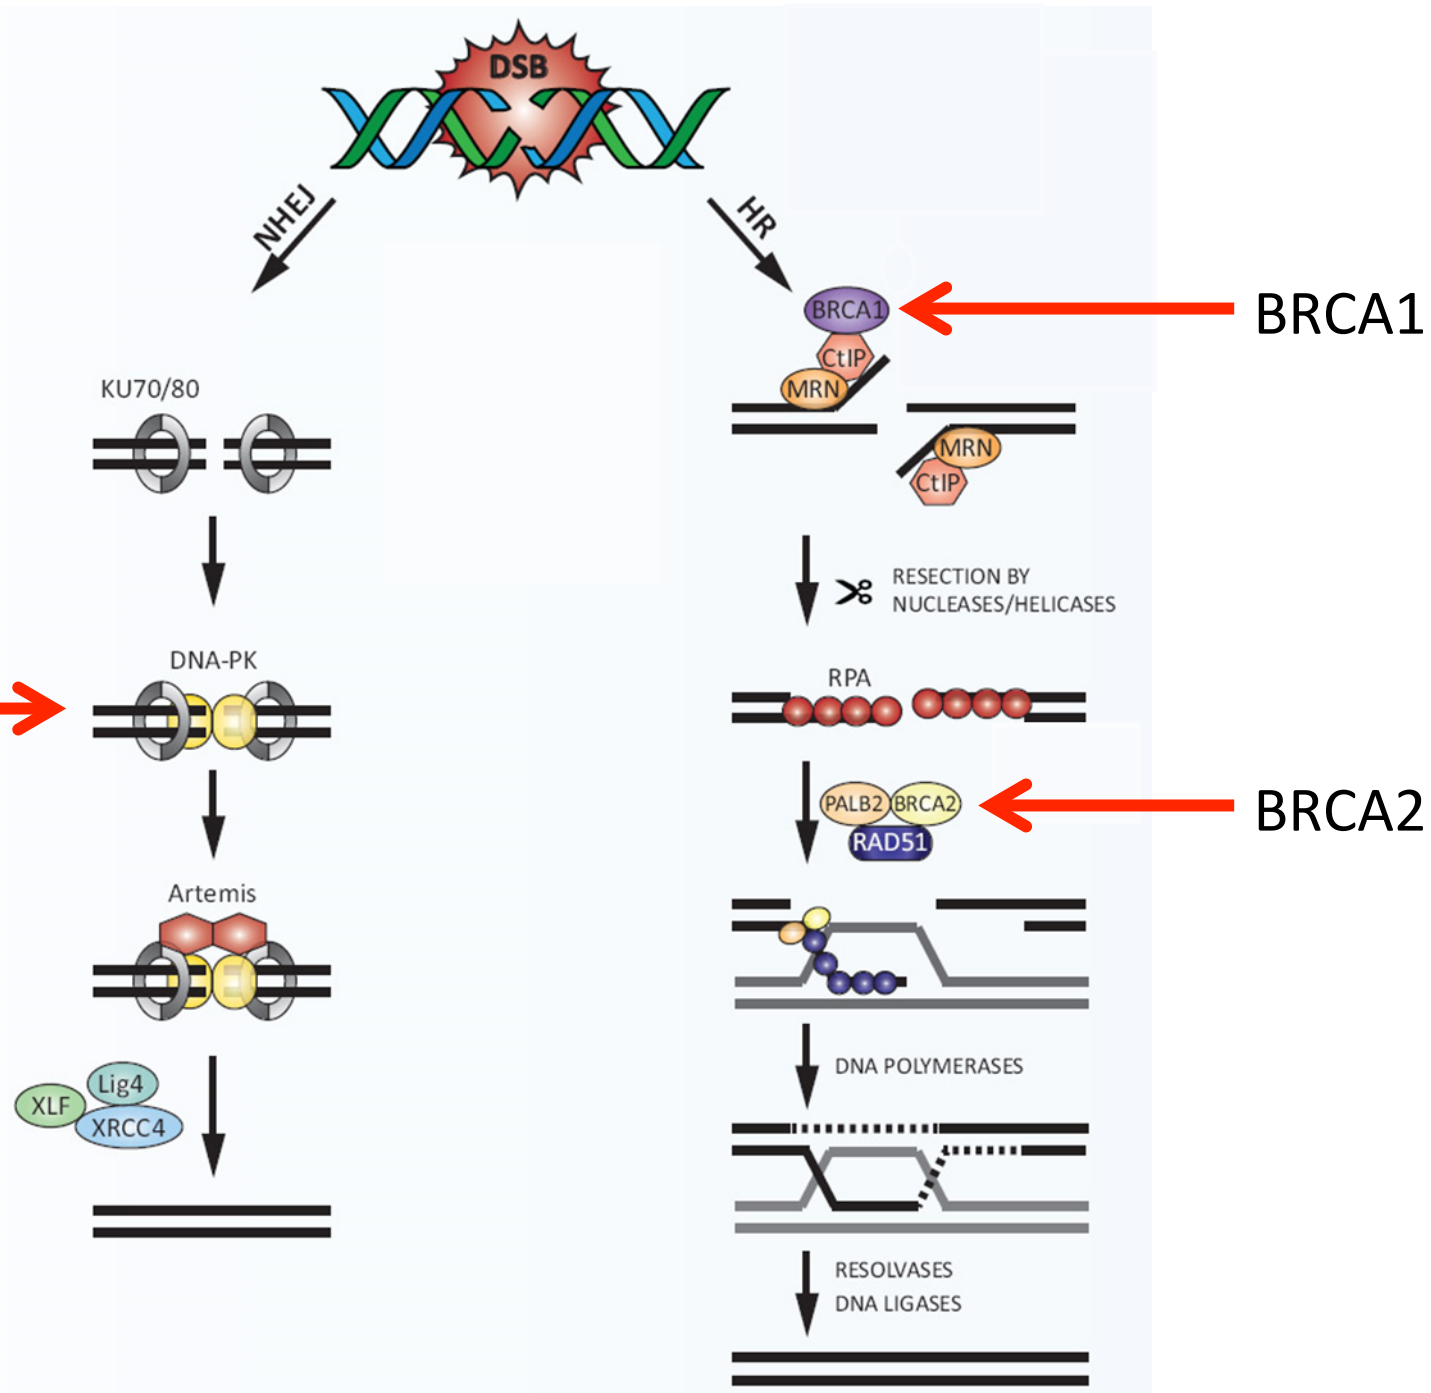 DSB
NHEJ
HR
KU70/80
DNA-PK
Artemis
Lig4
XLF
XRCC4
BRCA1
BRCA1
CtIP
MRN
MRN
CtIP
RESECTION BY
NUCLEASES/HELICASES
RPA
PALB2 BRCA2
BRCA2
RAD51
DNA POLYMERASES
RESOLVASES
DNA LIGASES